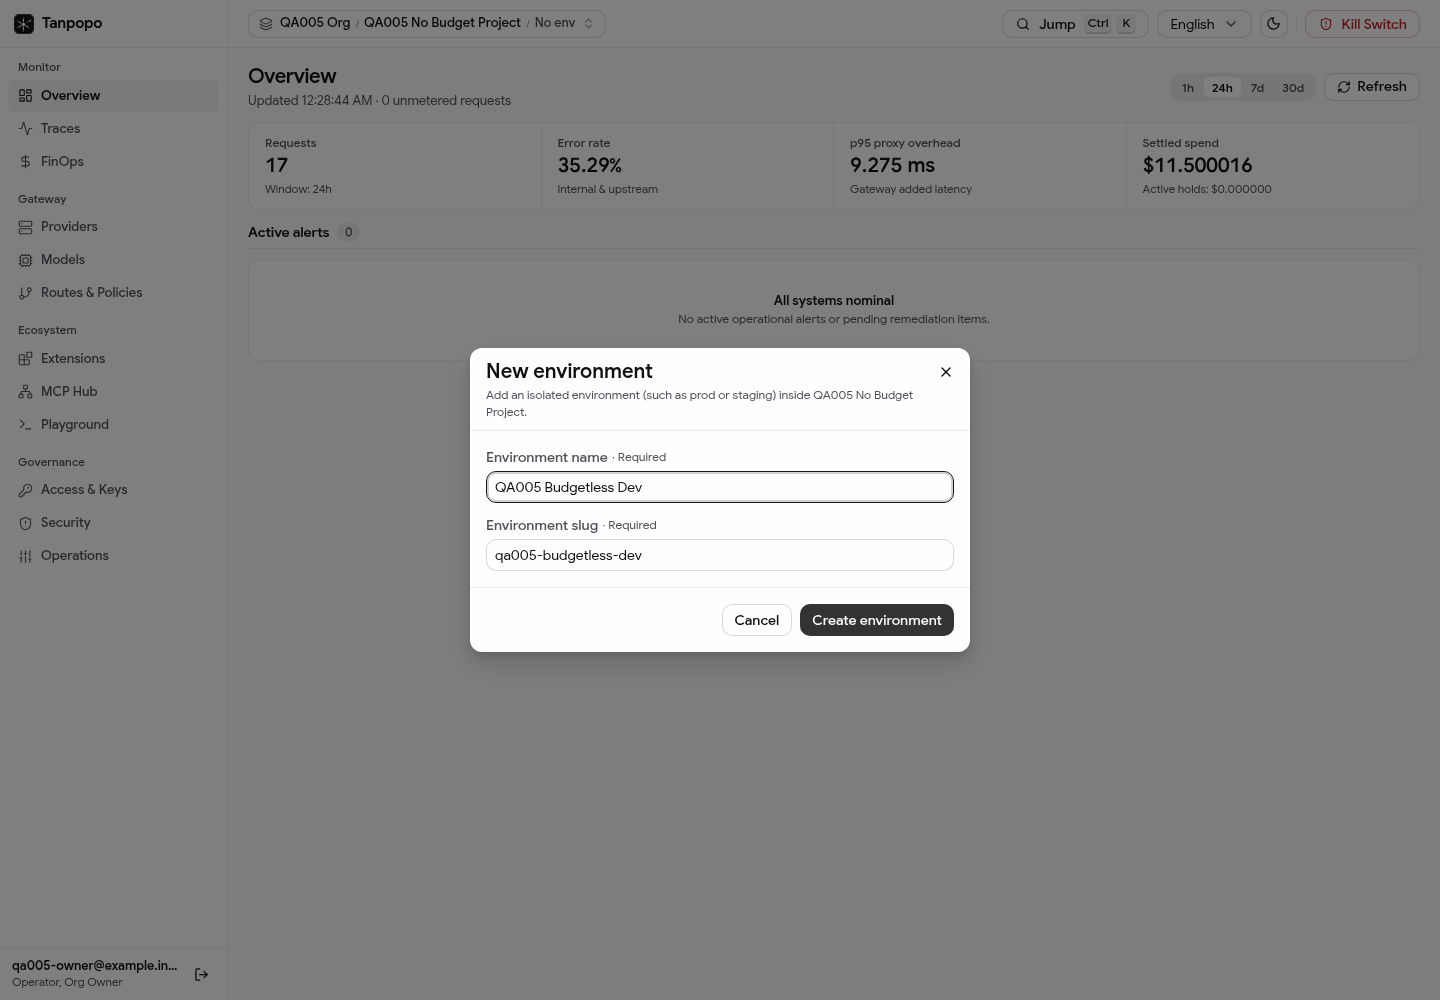 Tanpopo
QA005 Org / QA005 No Budget Project / No env
Jump Ctrl K
English
Kill Switch
Monitor
Overview
Traces
FinOps
Gateway
Providers
Models
Routes & Policies
Ecosystem
Extensions
MCP Hub
Playground
Governance
Access & Keys
Security
Operations
qa005-owner@example.in...
Operator, Org Owner
Overview
Updated 12:28:44 AM · 0 unmetered requests
1h 24h 7d 30d
Refresh
Requests
17
Window: 24h
Error rate
35.29%
Internal & upstream
p95 proxy overhead
9.275 ms
Gateway added latency
Settled spend
$11.500016
Active holds: $0.000000
Active alerts 0
All systems nominal
No active operational alerts or pending remediation items.
New environment
Add an isolated environment (such as prod or staging) inside QA005 No Budget
Project.
Environment name · Required
QA005 Budgetless Dev
Environment slug · Required
qa005-budgetless-dev
Cancel
Create environment